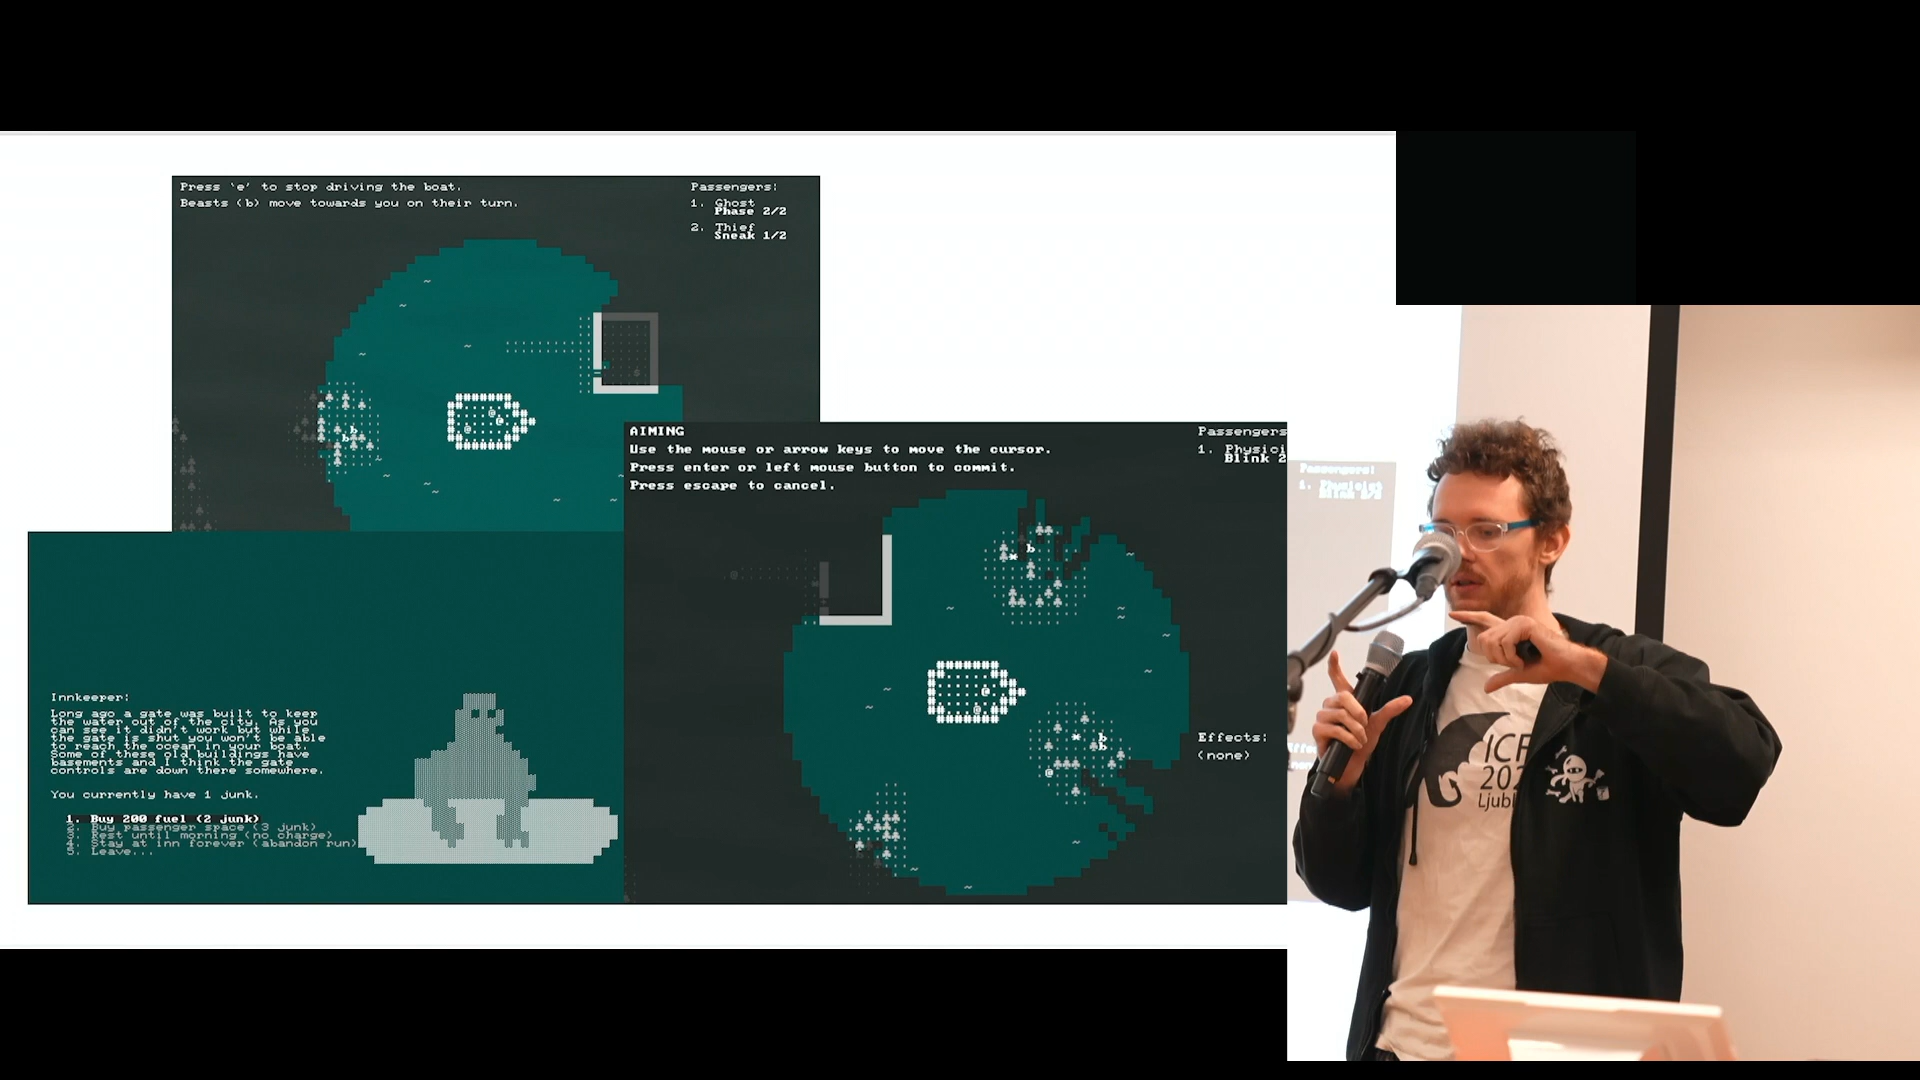 Press 'e' to stop driving the boat.
Beasts (b) move towards you on their turn.
Passengers:
1. Ghost
Phase 2/2
2. Thief
Sneak 1/2
AIMING
Use the mouse or arrow keys to move the cursor.
Press enter or left mouse button to commit.
Press escape to cancel.
Passengers
1. Physici
Blink 2
Effects:
(none)
Innkeeper:
Long ago a gate was built to keep
the water out of the city. As you
can see it didn't work but while
the gate is shut you won't be able
to reach the ocean in your boat.
Some of these old buildings have
basements and I think the gate
controls are down there somewhere.
You currently have 1 junk.
1. Buy 200 fuel (2 junk)
2. Buy passenger space (3 junk)
3. Rest until morning (no charge)
4. Stay at inn forever (abandon run)
5. Leave...
Passengers:
1. Physicist
ICF
202
Ljubl